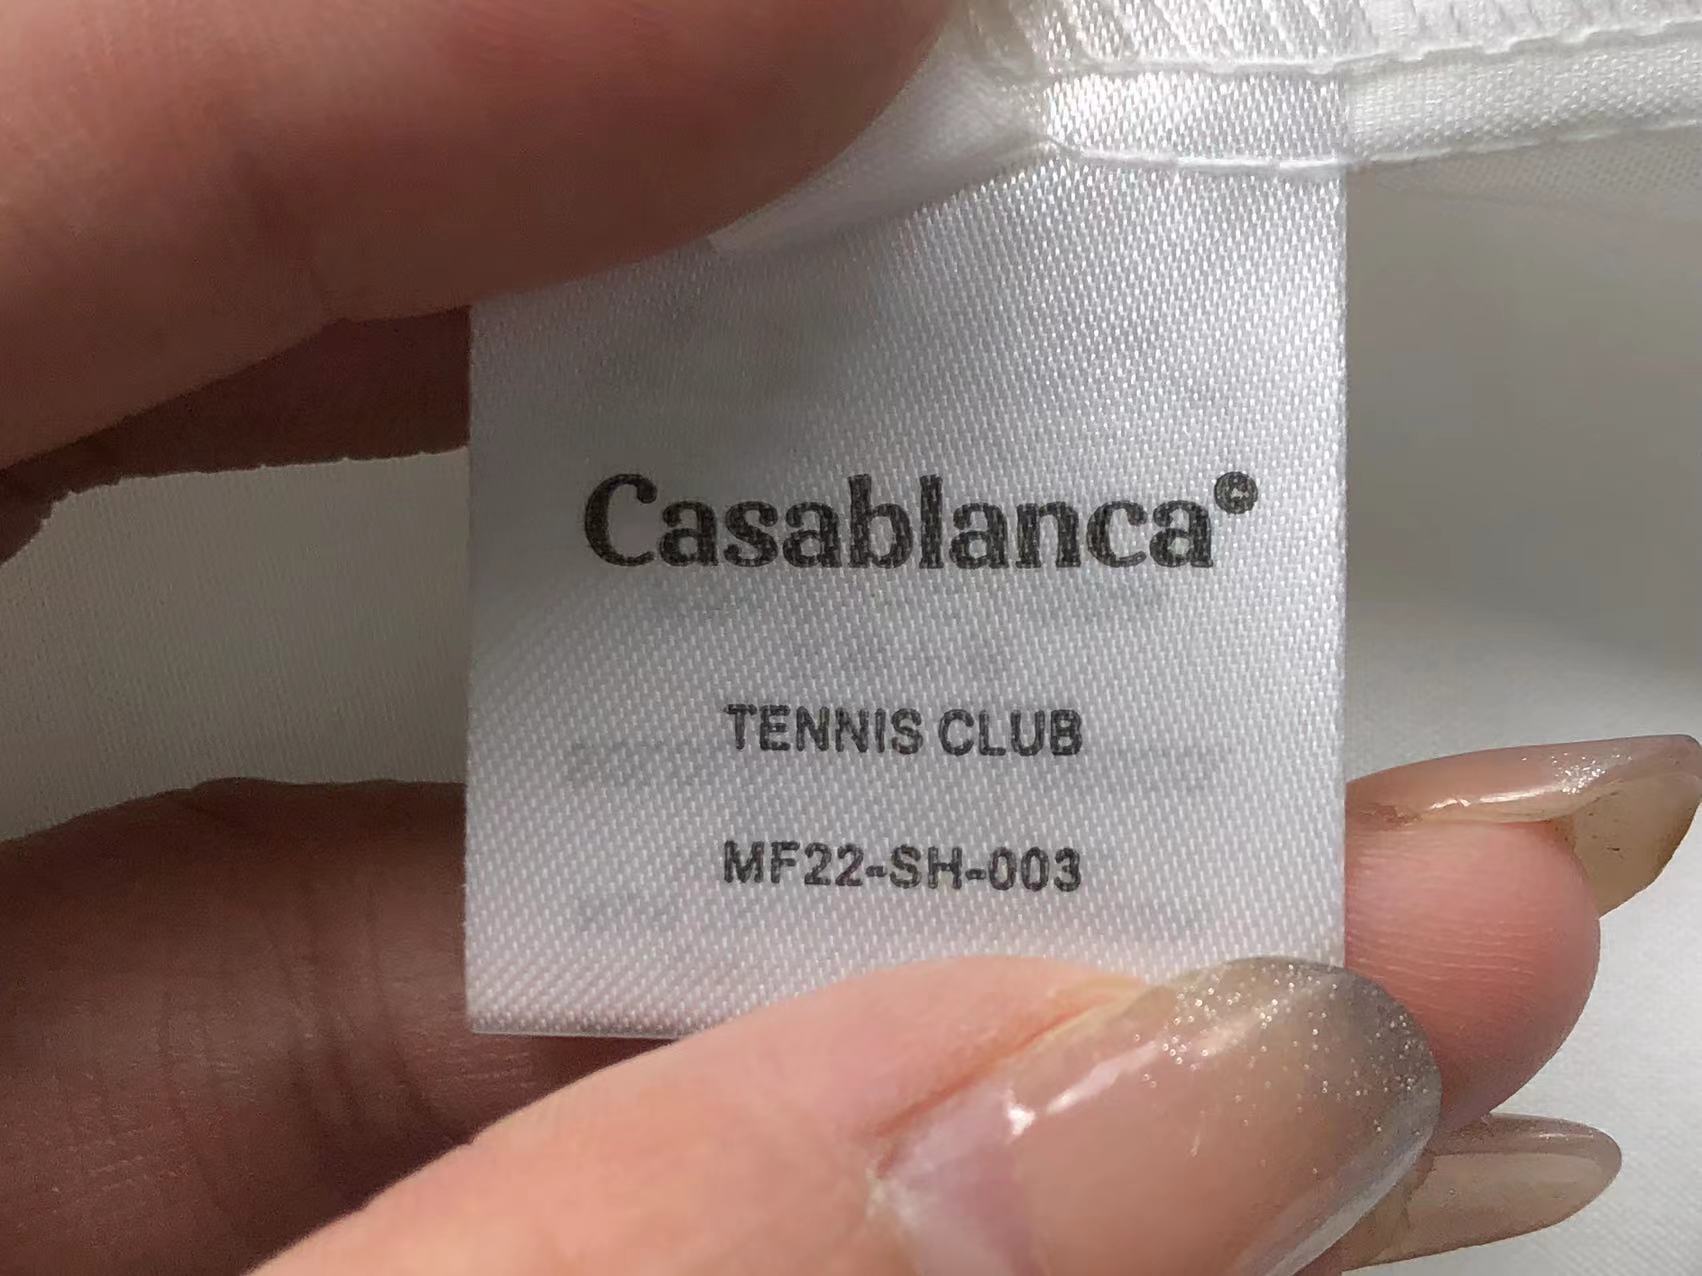 Casablanca©
TENNIS CLUB
MF22-SH-003